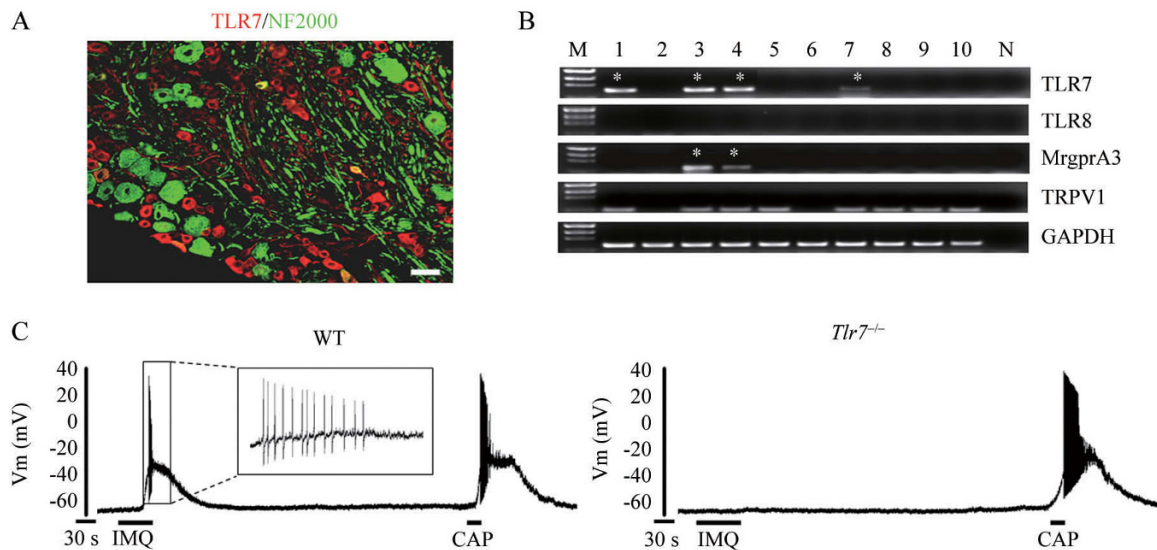 A
TLR7/NF2000
B
M 1 2 3 4 5 6 7 8 9 10 N
* * * *
TLR7
TLR8
* *
MrgprA3
TRPV1
GAPDH
C
WT
Tlr7–/–
40
20
0
-20
-40
-60
Vm (mV)
30 s IMQ CAP
40
20
0
-20
-40
-60
Vm (mV)
30 s IMQ CAP